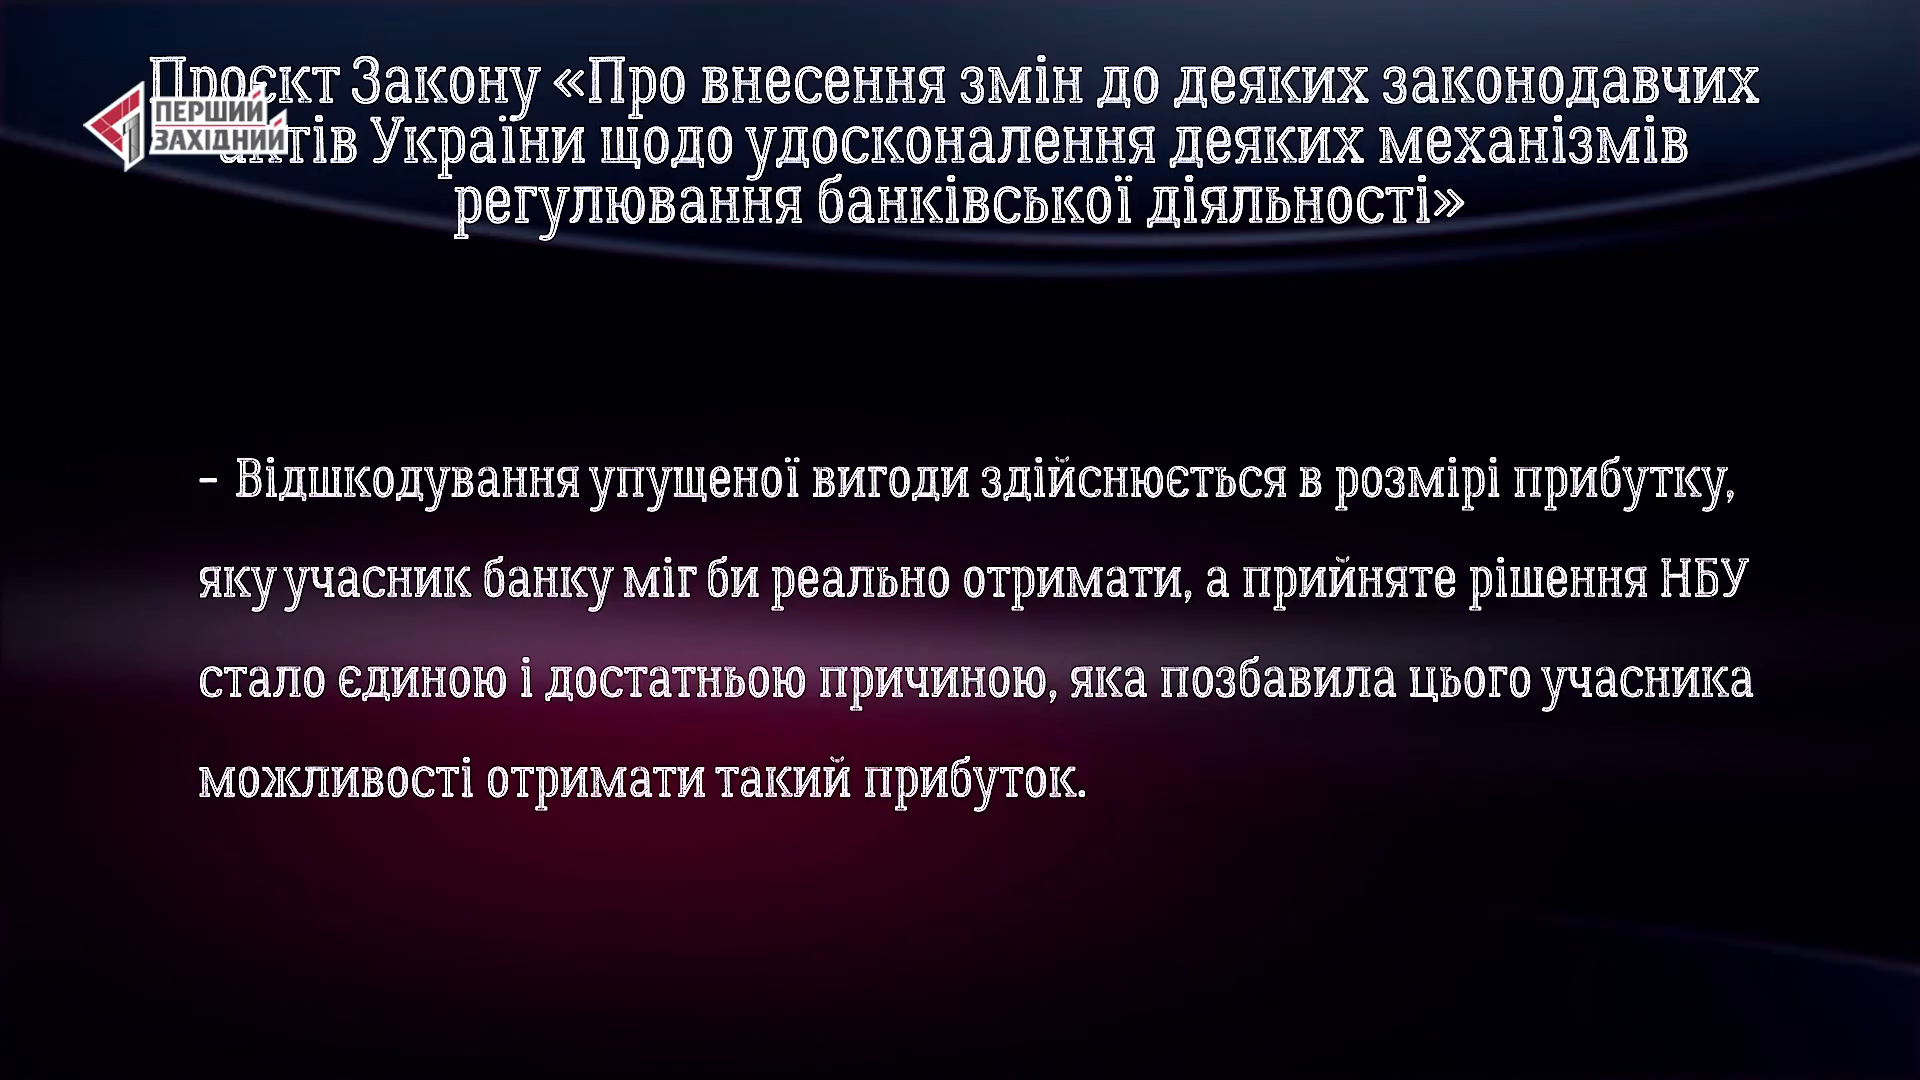 Проєкт Закону «Про внесення змін до деяких законодавчих
ПЕРШИЙ
ЗАХІДНИЙ
актів України щодо удосконалення деяких механізмів
регулювання банківської діяльності»
– Відшкодування упущеної вигоди здійснюється в розмірі прибутку,
яку учасник банку міг би реально отримати, а прийняте рішення НБУ
стало єдиною і достатньою причиною, яка позбавила цього учасника
можливості отримати такий прибуток.